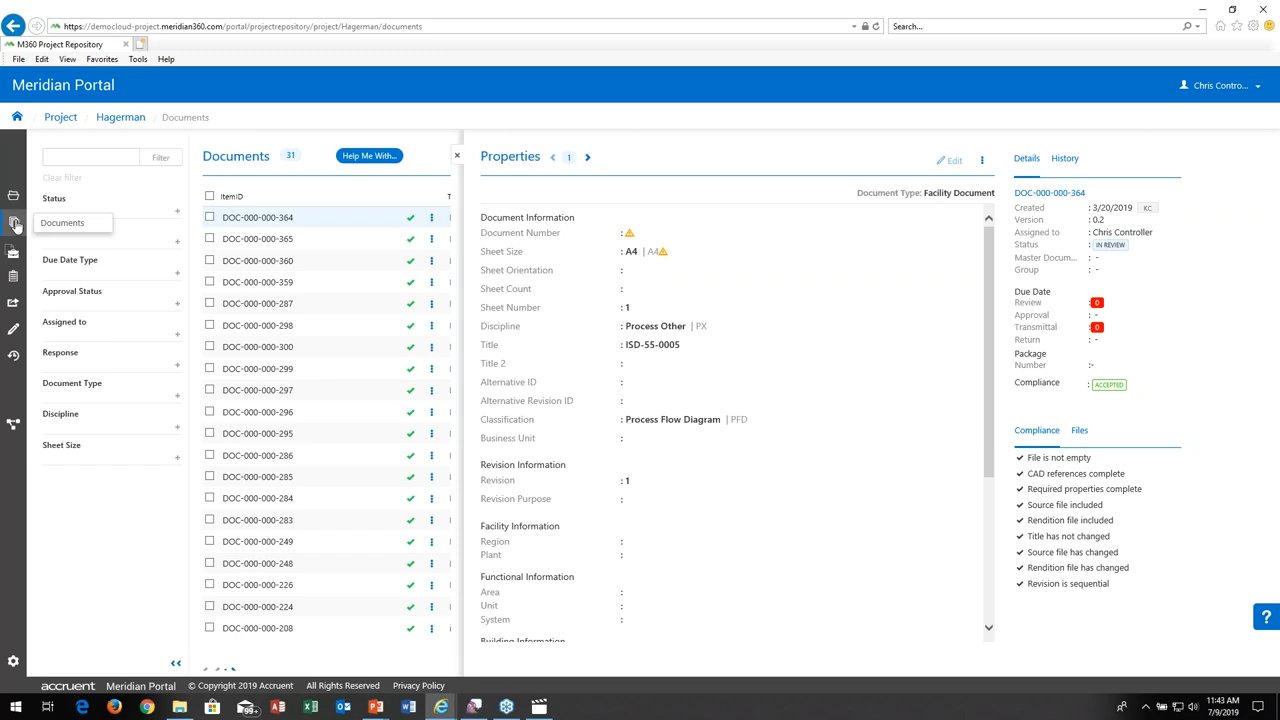 https://democloud-project.meridian360.com/portal/projectrepository/project/Hagerman/documents
Search...
M360 Project Repository
File Edit View Favorites Tools Help
Meridian Portal
Chris Contro...
Project / Hagerman / Documents
Filter
Clear filter
Status
Documents
Due Date Type
Approval Status
Assigned to
Response
Document Type
Discipline
Sheet Size
Documents 31
Help Me With...
ItemID
DOC-000-000-364
DOC-000-000-365
DOC-000-000-360
DOC-000-000-359
DOC-000-000-287
DOC-000-000-298
DOC-000-000-300
DOC-000-000-299
DOC-000-000-297
DOC-000-000-296
DOC-000-000-295
DOC-000-000-286
DOC-000-000-285
DOC-000-000-284
DOC-000-000-283
DOC-000-000-249
DOC-000-000-248
DOC-000-000-226
DOC-000-000-224
DOC-000-000-208
Properties 1
Edit
Document Type: Facility Document
Document Information
Document Number :
Sheet Size : A4 | A4
Sheet Orientation :
Sheet Count :
Sheet Number : 1
Discipline : Process Other | PX
Title : ISD-55-0005
Title 2 :
Alternative ID :
Alternative Revision ID :
Classification : Process Flow Diagram | PFD
Business Unit :
Revision Information
Revision : 1
Revision Purpose :
Facility Information
Region :
Plant :
Functional Information
Area :
Unit :
System :
Building Information
Details History
DOC-000-000-364
Created : 3/20/2019 KC
Version : 0.2
Assigned to : Chris Controller
Status : IN REVIEW
Master Docum... : -
Group : -
Due Date
Review : 0
Approval : -
Transmittal : 0
Return : -
Package
Number :-
Compliance : ACCEPTED
Compliance Files
File is not empty
CAD references complete
Required properties complete
Source file included
Rendition file included
Title has not changed
Source file has changed
Rendition file has changed
Revision is sequential
?
accruent Meridian Portal © Copyright 2019 Accruent All Rights Reserved Privacy Policy
99+
11:43 AM
7/9/2019